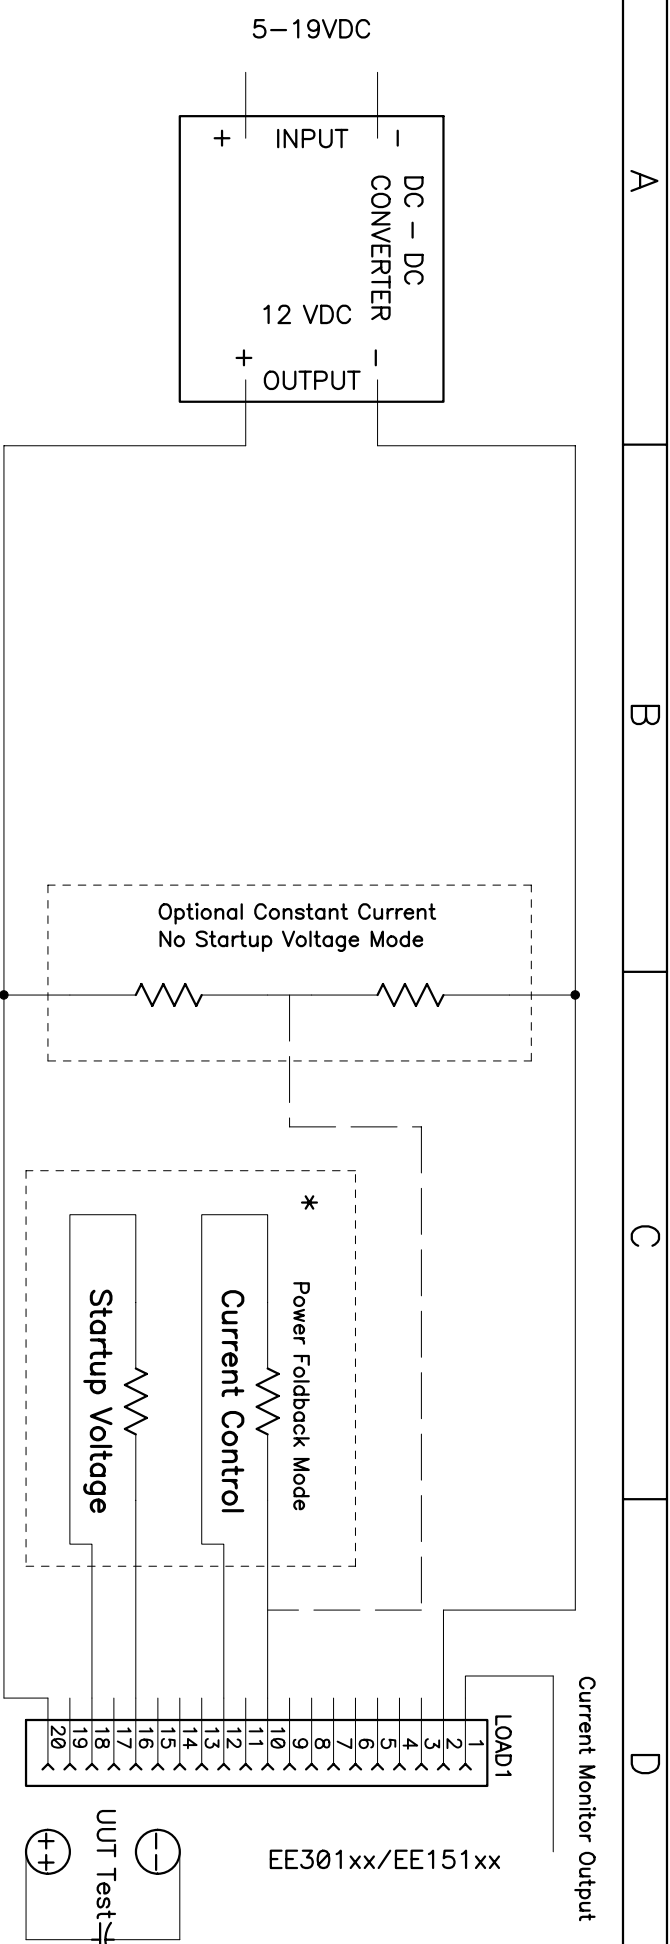 5-19VDC
+ INPUT -
DC - DC
CONVERTER
12 VDC
+ -
OUTPUT
A
B
Optional Constant Current
No Startup Voltage Mode
C
*
Power Foldback Mode
Current Control
Startup Voltage
D
Current Monitor Output
LOAD1
1
2
3
4
5
6
7
8
9
10
11
12
13
14
15
16
17
18
19
20
EE301xx/EE151xx
UUT Test
--
++